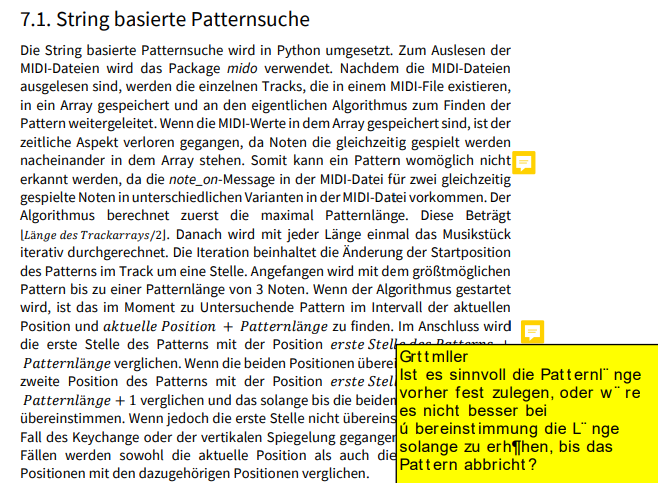 7.1. String basierte Patternsuche
Die String basierte Patternsuche wird in Python umgesetzt. Zum Auslesen der
MIDI-Dateien wird das Package mido verwendet. Nachdem die MIDI-Dateien
ausgelesen sind, werden die einzelnen Tracks, die in einem MIDI-File existieren,
in ein Array gespeichert und an den eigentlichen Algorithmus zum Finden der
Pattern weitergeleitet. Wenn die MIDI-Werte in dem Array gespeichert sind, ist der
zeitliche Aspekt verloren gegangen, da Noten die gleichzeitig gespielt werden
nacheinander in dem Array stehen. Somit kann ein Pattern womöglich nicht
erkannt werden, da die note_on-Message in der MIDI-Datei für zwei gleichzeitig
gespielte Noten in unterschiedlichen Varianten in der MIDI-Datei vorkommen. Der
Algorithmus berechnet zuerst die maximal Patternlänge. Diese Beträgt
⌊Länge des Trackarrays/2⌋. Danach wird mit jeder Länge einmal das Musikstück
iterativ durchgerechnet. Die Iteration beinhaltet die Änderung der Startposition
des Patterns im Track um eine Stelle. Angefangen wird mit dem größtmöglichen
Pattern bis zu einer Patternlänge von 3 Noten. Wenn der Algorithmus gestartet
wird, ist das im Moment zu Untersuchende Pattern im Intervall der aktuellen
Position und aktuelle Position + Patternlänge zu finden. Im Anschluss wird
die erste Stelle des Patterns mit der Position erste Stelle des Patterns +
Patternlänge verglichen. Wenn die beiden Positionen überei
zweite Position des Patterns mit der Position erste Stel
Patternlänge + 1 verglichen und das solange bis die beiden
übereinstimmen. Wenn jedoch die erste Stelle nicht übereins
Fall des Keychange oder der vertikalen Spiegelung gegangen
Fällen werden sowohl die aktuelle Position als auch die
Positionen mit den dazugehörigen Positionen verglichen.
Grttmller
Ist es sinnvoll die Patternl¨ nge
vorher fest zulegen, oder w¨ re
es nicht besser bei
ú bereinstimmung die L¨ nge
solange zu erh¶hen, bis das
Pattern abbricht?